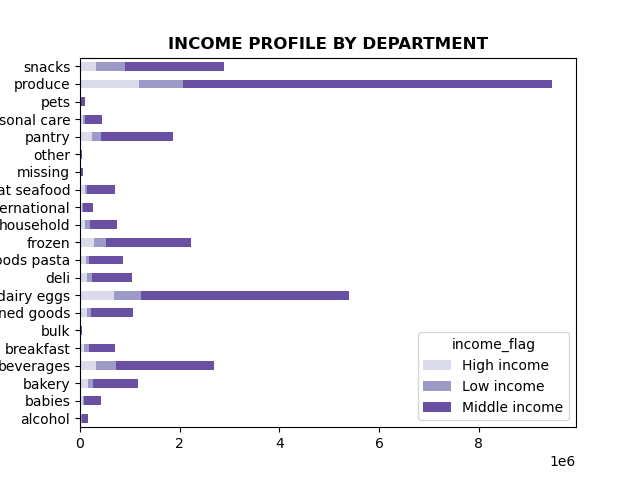 INCOME PROFILE BY DEPARTMENT
snacks
produce
pets
sonal care
pantry
other
missing
at seafood
ernational
household
frozen
oods pasta
deli
dairy eggs
ned goods
bulk
breakfast
beverages
bakery
babies
alcohol
income_flag
High income
Low income
Middle income
0 2 4 6 8
1e6